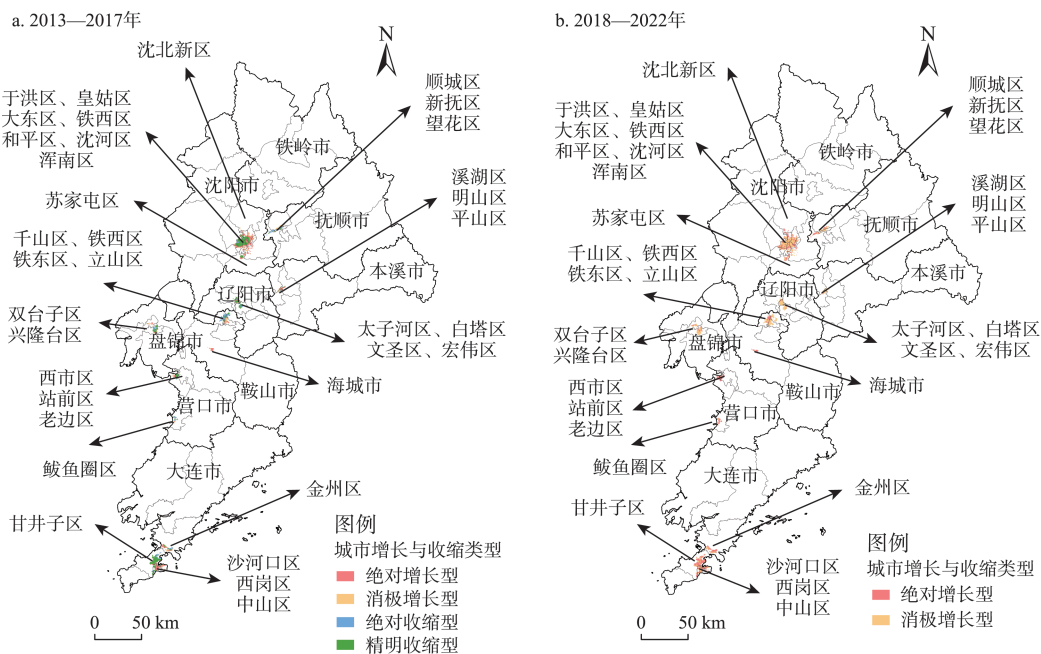 a. 2013—2017年
N
沈北新区
于洪区、皇姑区
大东区、铁西区
和平区、沈河区
浑南区
苏家屯区
千山区、铁西区
铁东区、立山区
双台子区
兴隆台区
西市区
站前区
老边区
鲅鱼圈区
甘井子区
顺城区
新抚区
望花区
溪湖区
明山区
平山区
太子河区、白塔区
文圣区、宏伟区
海城市
金州区
沙河口区
西岗区
中山区
铁岭市
沈阳市
抚顺市
本溪市
辽阳市
盘锦市
鞍山市
营口市
大连市
图例
城市增长与收缩类型
绝对增长型
消极增长型
绝对收缩型
精明收缩型
0 50 km
b. 2018—2022年
N
沈北新区
于洪区、皇姑区
大东区、铁西区
和平区、沈河区
浑南区
苏家屯区
千山区、铁西区
铁东区、立山区
双台子区
兴隆台区
西市区
站前区
老边区
鲅鱼圈区
甘井子区
顺城区
新抚区
望花区
溪湖区
明山区
平山区
太子河区、白塔区
文圣区、宏伟区
海城市
金州区
沙河口区
西岗区
中山区
铁岭市
沈阳市
抚顺市
本溪市
辽阳市
盘锦市
鞍山市
营口市
大连市
图例
城市增长与收缩类型
绝对增长型
消极增长型
0 50 km